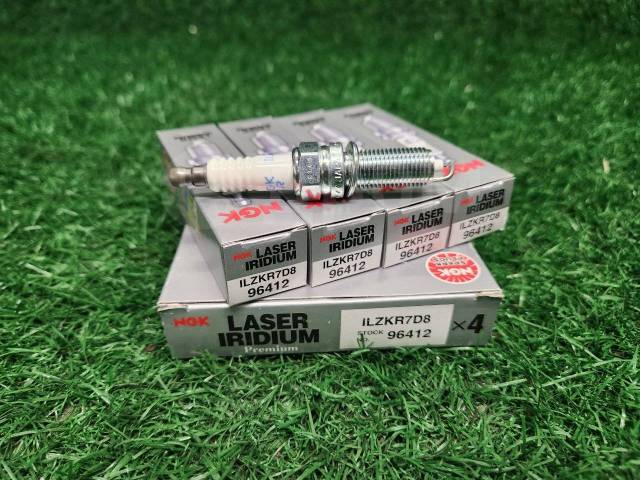 NGK
LASER
IRIDIUM
ILZKR7D8
96412
NGK
LASER
IRIDIUM
ILZKR7D8
96412
NGK
LASER
IRIDIUM
ILZKR7D8
96412
NGK
LASER
IRIDIUM
ILZKR7D8
96412
NGK
NGK
LASER
IRIDIUM
Premium
ILZKR7D8
STOCK
96412
×4